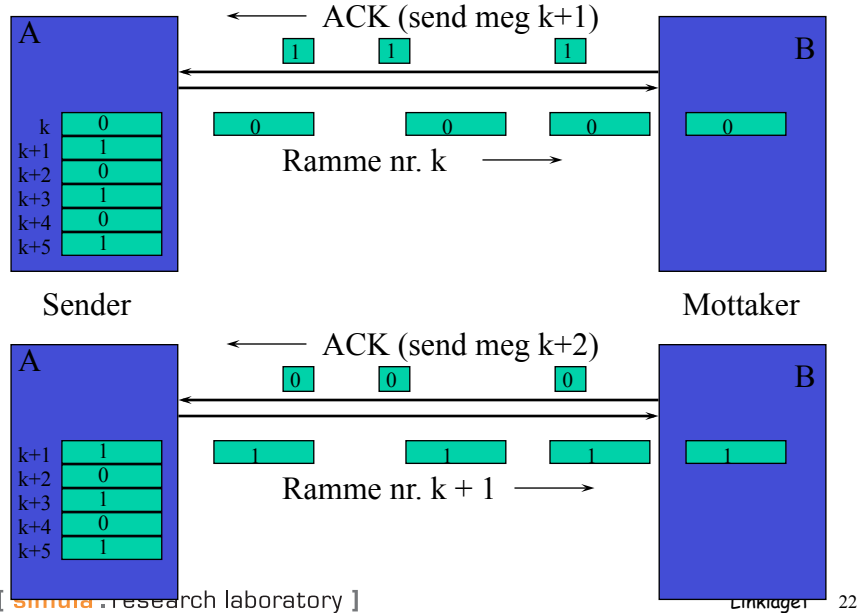 ACK (send meg k+1)
A
B
1 1 1
k 0
0 0 0 0
k+1 1
k+2 0
k+3 1
k+4 0
k+5 1
Ramme nr. k
Sender
Mottaker
ACK (send meg k+2)
A
B
0 0 0
k+1 1
1 1 1 1
k+2 0
k+3 1
k+4 0
k+5 1
Ramme nr. k + 1
[ simula . research laboratory ]
Linklaget 22